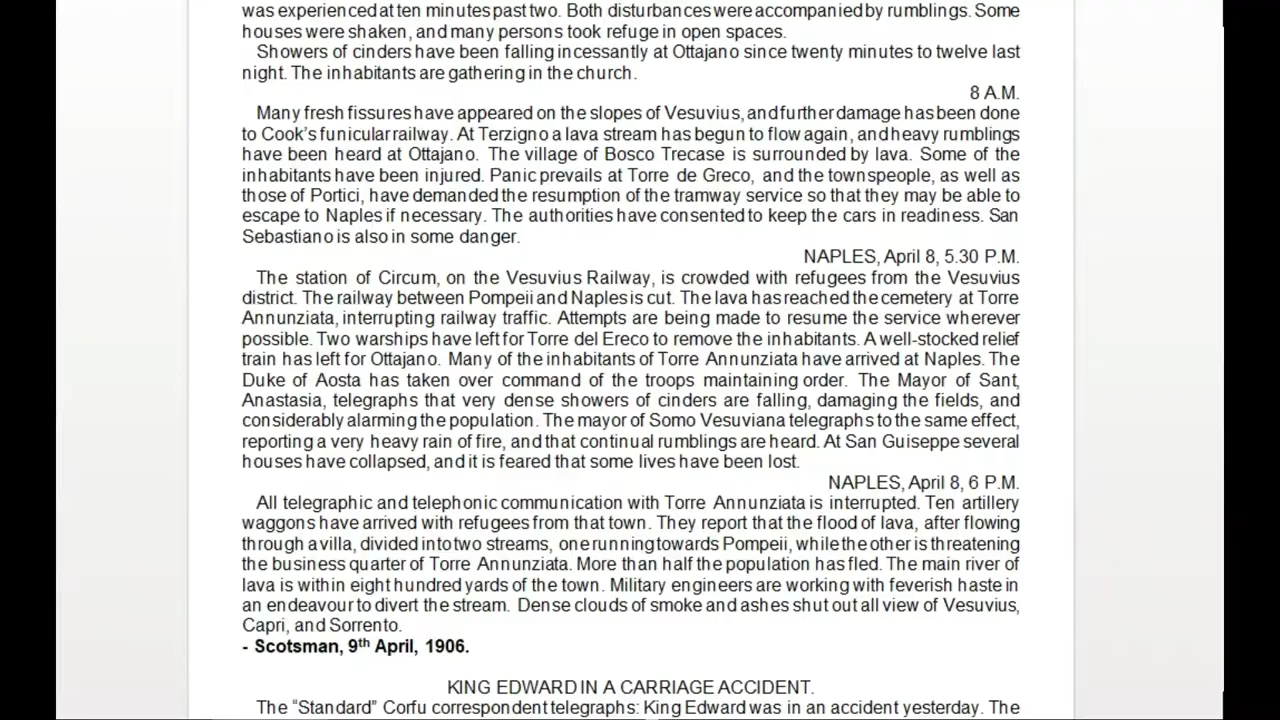 was experienced at ten minutes past two. Both disturbances were accompanied by rumblings. Some
houses were shaken, and many persons took refuge in open spaces.
Showers of cinders have been falling incessantly at Ottajano since twenty minutes to twelve last
night. The inhabitants are gathering in the church.
8 A.M.
Many fresh fissures have appeared on the slopes of Vesuvius, and further damage has been done
to Cook's funicular railway. At Terzigno a lava stream has begun to flow again, and heavy rumblings
have been heard at Ottajano. The village of Bosco Trecase is surrounded by lava. Some of the
inhabitants have been injured. Panic prevails at Torre de Greco, and the townspeople, as well as
those of Portici, have demanded the resumption of the tramway service so that they may be able to
escape to Naples if necessary. The authorities have consented to keep the cars in readiness. San
Sebastiano is also in some danger.
NAPLES, April 8, 5.30 P.M.
The station of Circum, on the Vesuvius Railway, is crowded with refugees from the Vesuvius
district. The railway between Pompeii and Naples is cut. The lava has reached the cemetery at Torre
Annunziata, interrupting railway traffic. Attempts are being made to resume the service wherever
possible. Two warships have left for Torre del Ereco to remove the inhabitants. A well-stocked relief
train has left for Ottajano. Many of the inhabitants of Torre Annunziata have arrived at Naples. The
Duke of Aosta has taken over command of the troops maintaining order. The Mayor of Sant,
Anastasia, telegraphs that very dense showers of cinders are falling, damaging the fields, and
considerably alarming the population. The mayor of Somo Vesuviana telegraphs to the same effect,
reporting a very heavy rain of fire, and that continual rumblings are heard. At San Guiseppe several
houses have collapsed, and it is feared that some lives have been lost.
NAPLES, April 8, 6 P.M.
All telegraphic and telephonic communication with Torre Annunziata is interrupted. Ten artillery
waggons have arrived with refugees from that town. They report that the flood of lava, after flowing
through a villa, divided into two streams, one running towards Pompeii, while the other is threatening
the business quarter of Torre Annunziata. More than half the population has fled. The main river of
lava is within eight hundred yards of the town. Military engineers are working with feverish haste in
an endeavour to divert the stream. Dense clouds of smoke and ashes shut out all view of Vesuvius,
Capri, and Sorrento.
- Scotsman, 9th April, 1906.
KING EDWARD IN A CARRIAGE ACCIDENT.
The "Standard" Corfu correspondent telegraphs: King Edward was in an accident yesterday. The